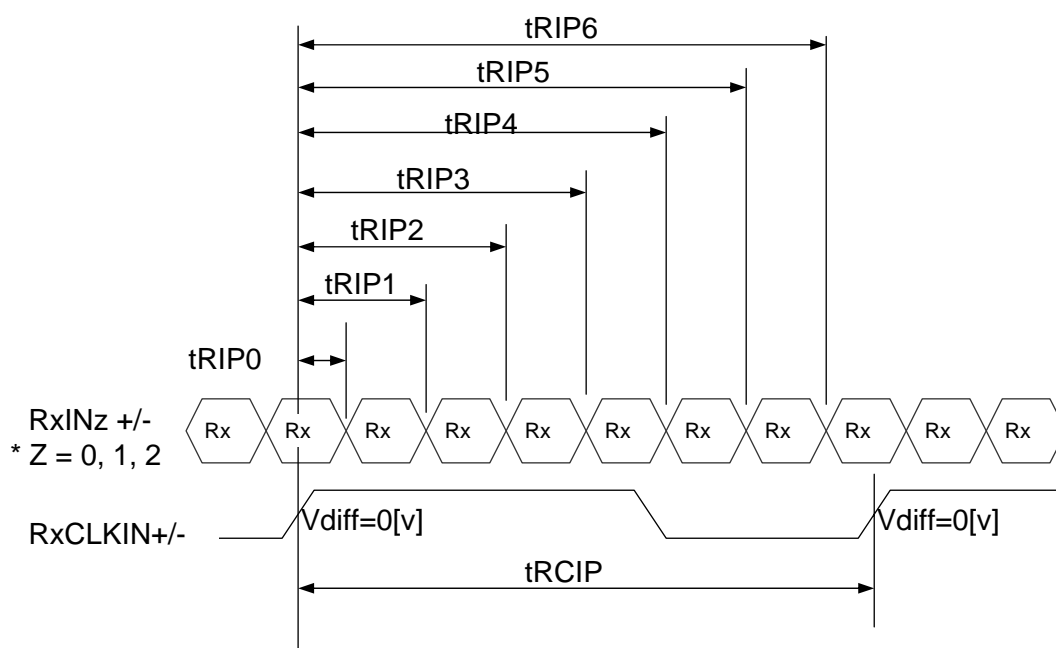 tRIP6
tRIP5
tRIP4
tRIP3
tRIP2
tRIP1
tRIP0
RxINz +/-
* Z = 0, 1, 2
Rx Rx Rx Rx Rx Rx Rx Rx Rx Rx Rx
RxCLKIN+/-
Vdiff=0[v] Vdiff=0[v]
tRCIP